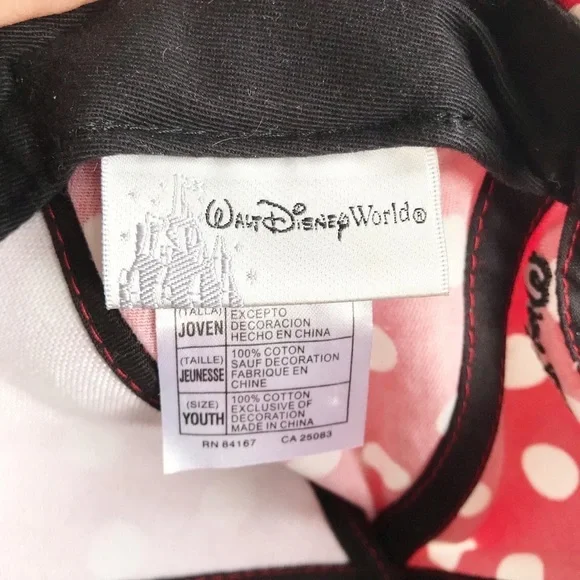 WALT DISNEY World®
(TALLA)
JOVEN
EXCEPTO
DECORACION
HECHO EN CHINA
(TAILLE)
JEUNESSE
100% COTON
SAUF DECORATION
FABRIQUE EN
CHINE
(SIZE)
YOUTH
100% COTTON
EXCLUSIVE OF
DECORATION
MADE IN CHINA
RN 84167 CA 25083